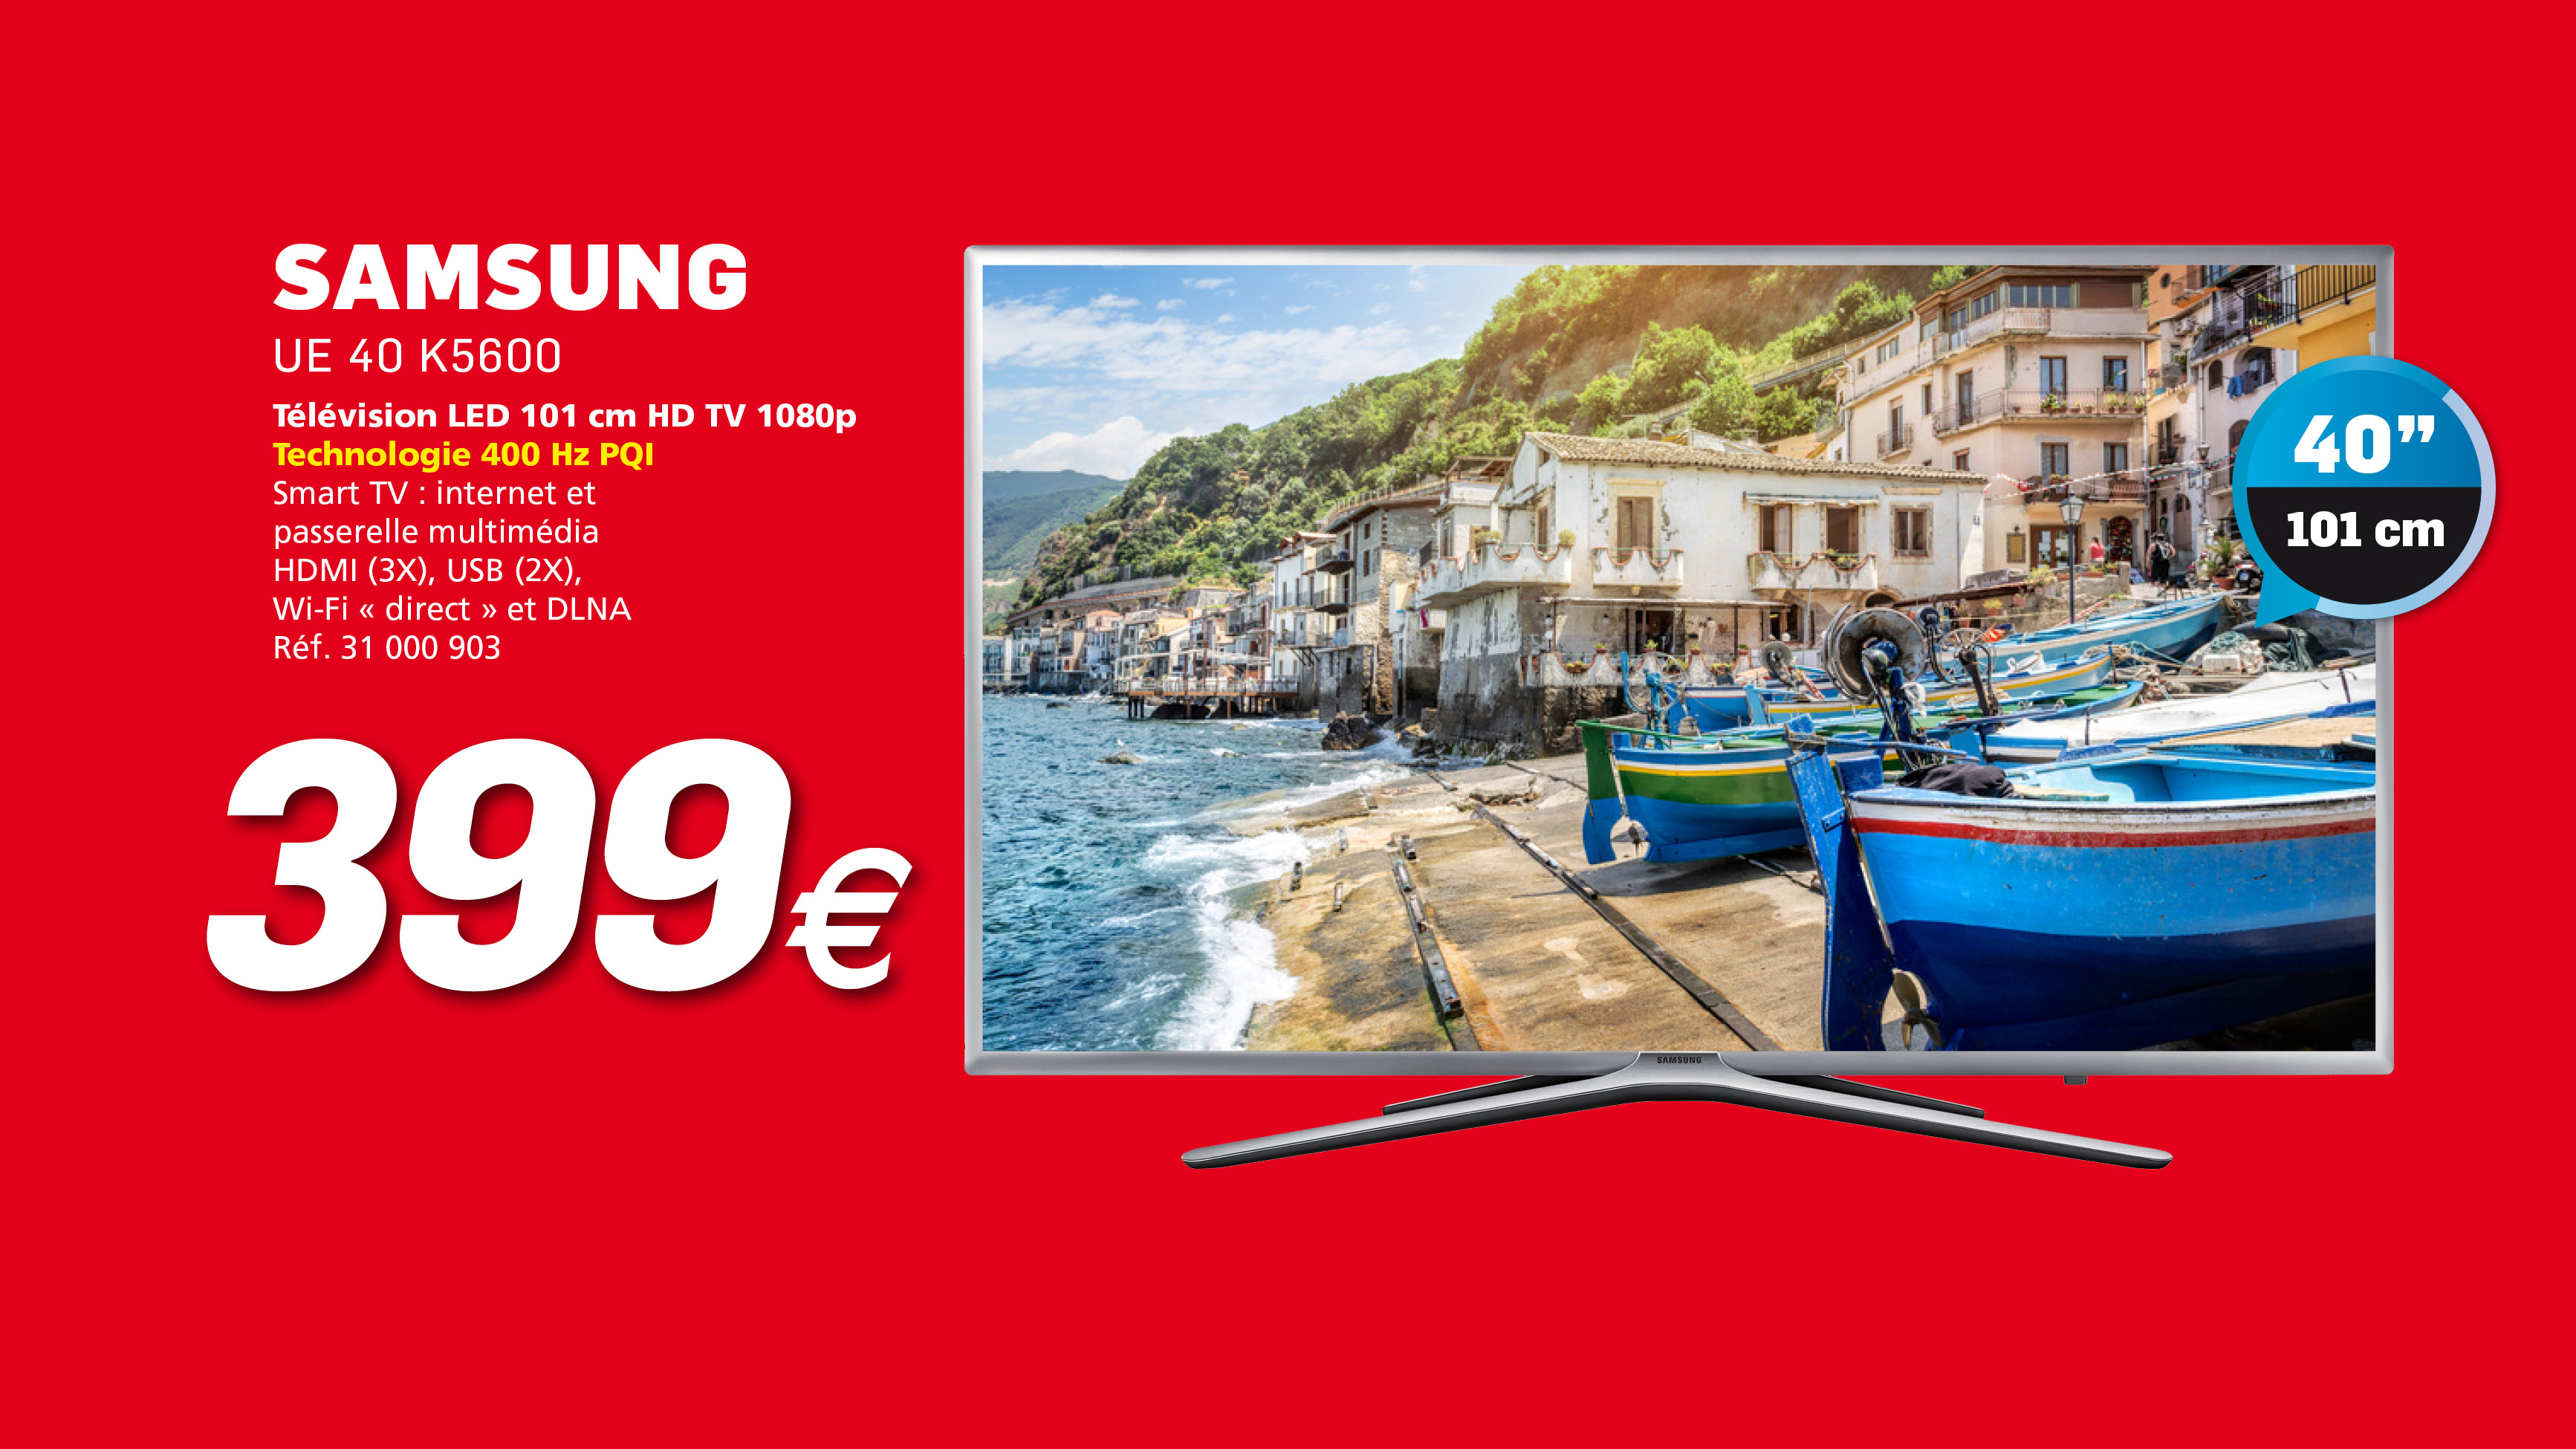 SAMSUNG
UE 40 K5600
Télévision LED 101 cm HD TV 1080p
Technologie 400 Hz PQI
Smart TV : internet et
passerelle multimédia
HDMI (3X), USB (2X),
Wi-Fi « direct » et DLNA
Réf. 31 000 903
399€
40”
101 cm
SAMSUNG